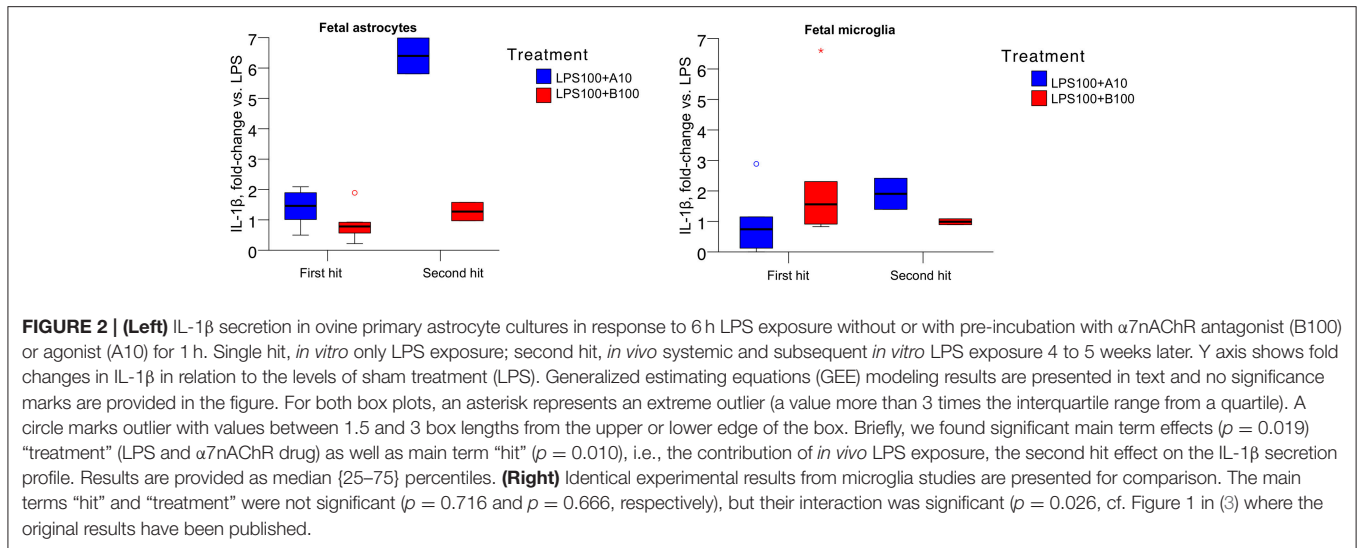 Fetal astrocytes
IL-1β, fold-change vs. LPS
7
6
5
4
3
2
1
0
First hit
Second hit
Treatment
LPS100+A10
LPS100+B100
Fetal microglia
IL-1β, fold-change vs. LPS
7
6
5
4
3
2
1
0
First hit
Second hit
Treatment
LPS100+A10
LPS100+B100
FIGURE 2 | (Left) IL-1β secretion in ovine primary astrocyte cultures in response to 6 h LPS exposure without or with pre-incubation with α7nAChR antagonist (B100)
or agonist (A10) for 1 h. Single hit, in vitro only LPS exposure; second hit, in vivo systemic and subsequent in vitro LPS exposure 4 to 5 weeks later. Y axis shows fold
changes in IL-1β in relation to the levels of sham treatment (LPS). Generalized estimating equations (GEE) modeling results are presented in text and no significance
marks are provided in the figure. For both box plots, an asterisk represents an extreme outlier (a value more than 3 times the interquartile range from a quartile). A
circle marks outlier with values between 1.5 and 3 box lengths from the upper or lower edge of the box. Briefly, we found significant main term effects (p = 0.019)
"treatment" (LPS and α7nAChR drug) as well as main term "hit" (p = 0.010), i.e., the contribution of in vivo LPS exposure, the second hit effect on the IL-1β secretion
profile. Results are provided as median {25–75} percentiles. (Right) Identical experimental results from microglia studies are presented for comparison. The main
terms "hit" and "treatment" were not significant (p = 0.716 and p = 0.666, respectively), but their interaction was significant (p = 0.026, cf. Figure 1 in (3) where the
original results have been published.